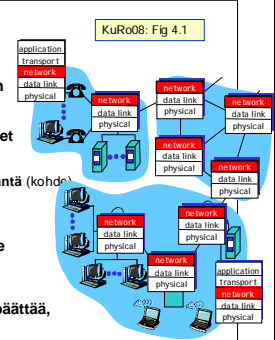 KuRo08: Fig 4.1
application
transport
network
data link
physical
network
data link
physical
network
data link
physical
network
data link
physical
network
data link
physical
network
data link
physical
n
et
äntä (kohde)
network
data link
physical
network
data link
physical
network
data link
physical
e
application
transport
network
data link
physical
päättää,